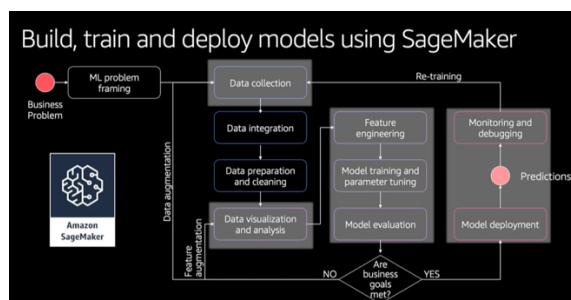 Build, train and deploy models using SageMaker
Business
Problem
ML problem
framing
Data collection
Re-training
Data integration
Feature
engineering
Monitoring and
debugging
Data preparation
and cleaning
Model training and
parameter tuning
Predictions
Data visualization
and analysis
Model evaluation
Model deployment
Data augmentation
Feature
augmentation
Amazon
SageMaker
NO
Are
business
goals
met?
YES